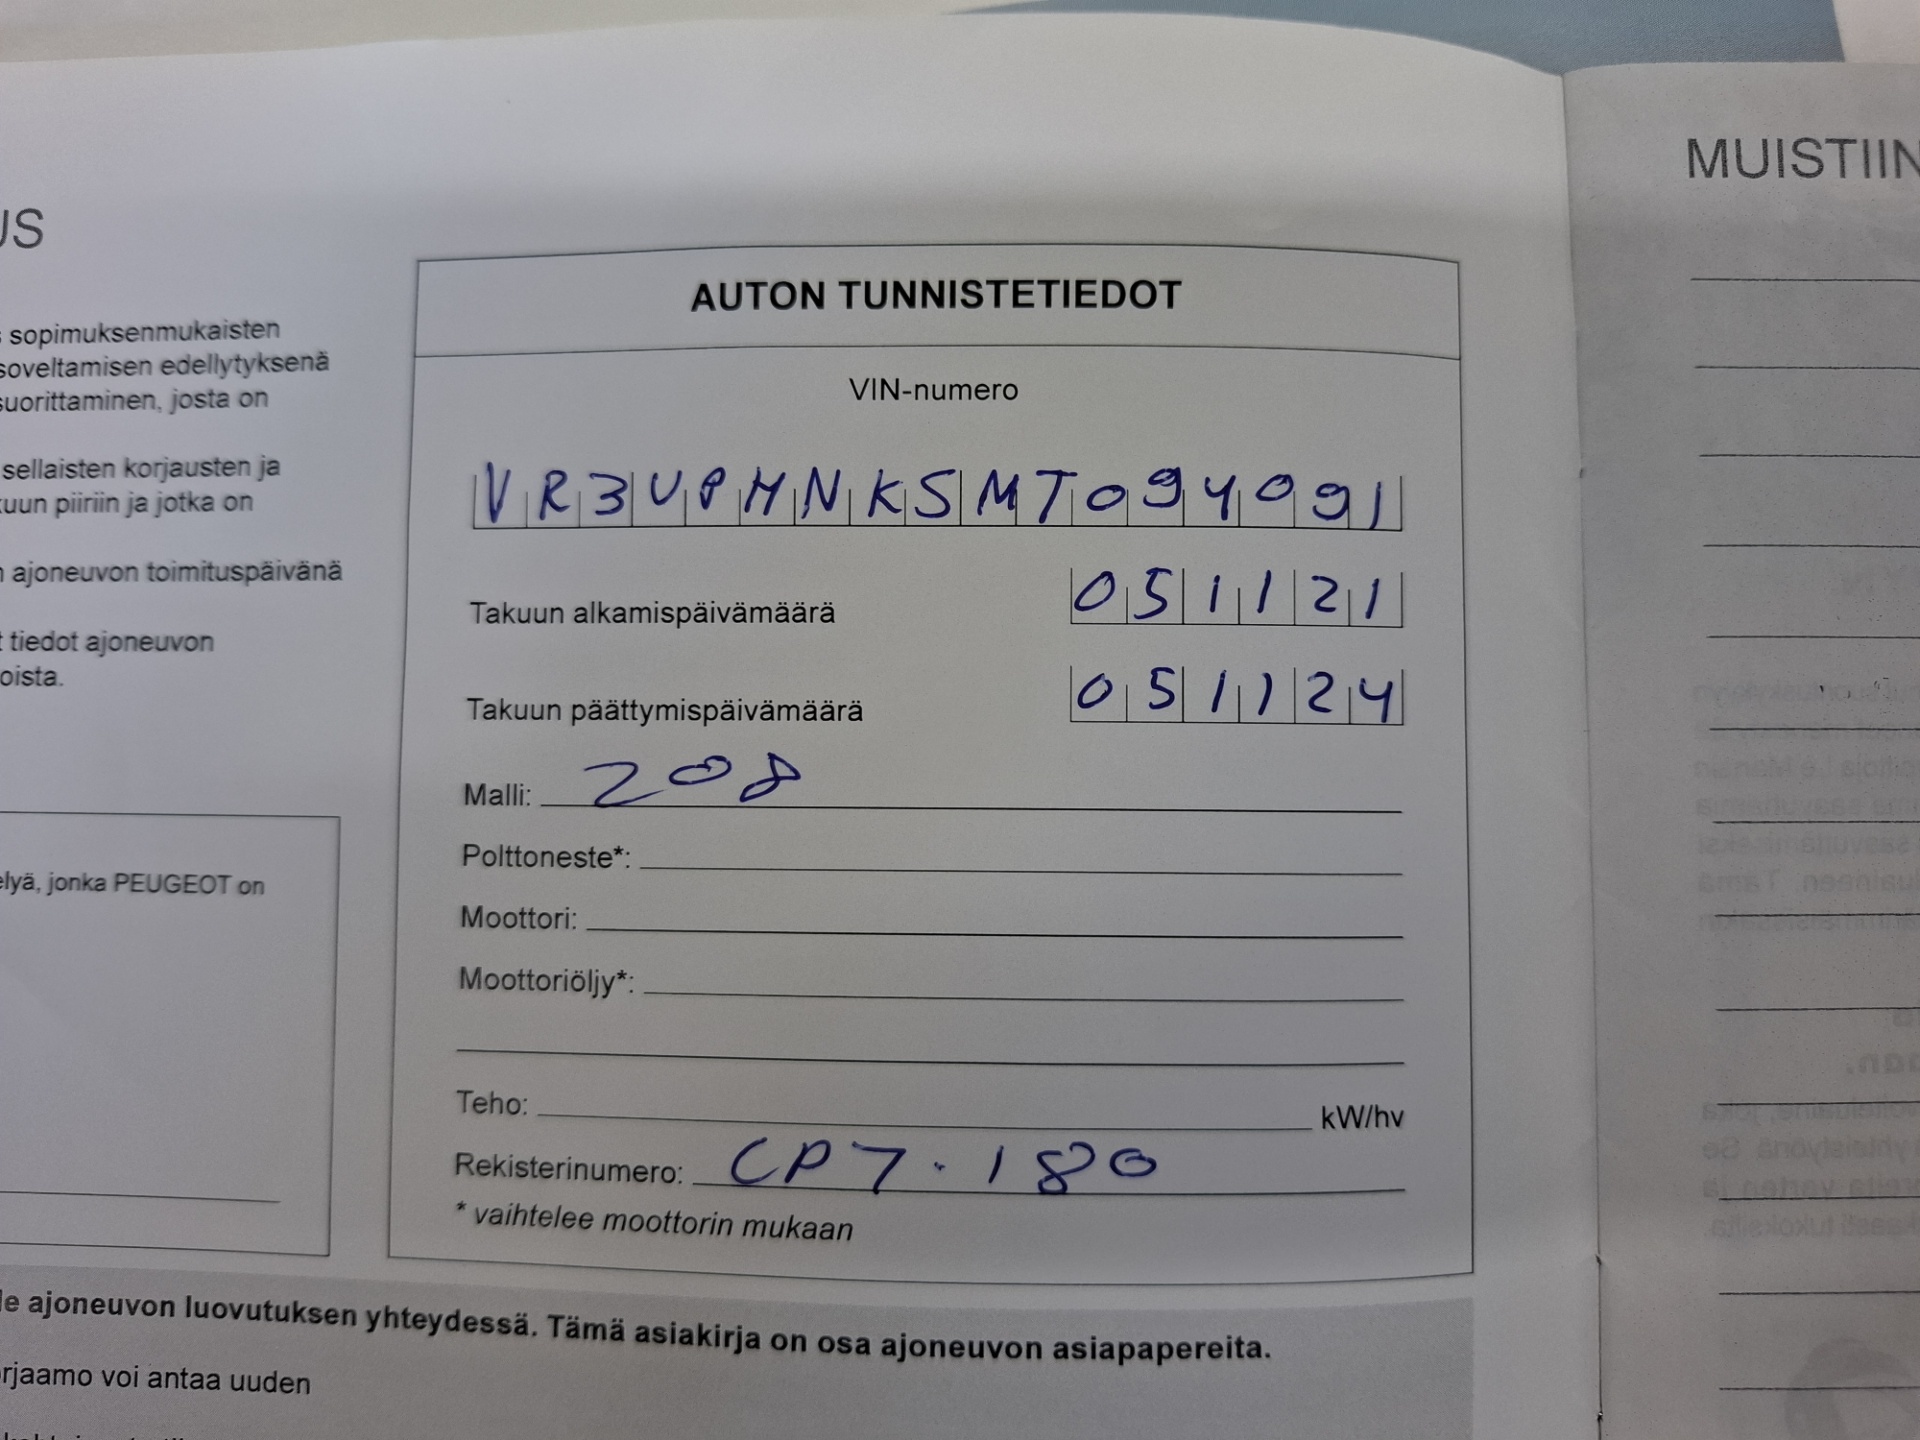 US
sopimuksenmukaisten
soveltamisen edellytyksenä
suorittaminen, josta on
sellaisten korjausten ja
kuun piiriin ja jotka on
ajoneuvon toimituspäivänä
tiedot ajoneuvon
oista.
elyä, jonka PEUGEOT on
AUTON TUNNISTETIEDOT
VIN-numero
VR3UPHNKSMT094091
Takuun alkamispäivämäärä 051121
Takuun päättymispäivämäärä 051124
Malli: 208
Polttoneste*:
Moottori:
Moottoriöljy*:
Teho: kW/hv
Rekisterinumero: CPZ-180
* vaihtelee moottorin mukaan
le ajoneuvon luovutuksen yhteydessä. Tämä asiakirja on osa ajoneuvon asiapapereita.
rjaamo voi antaa uuden
MUISTIIN